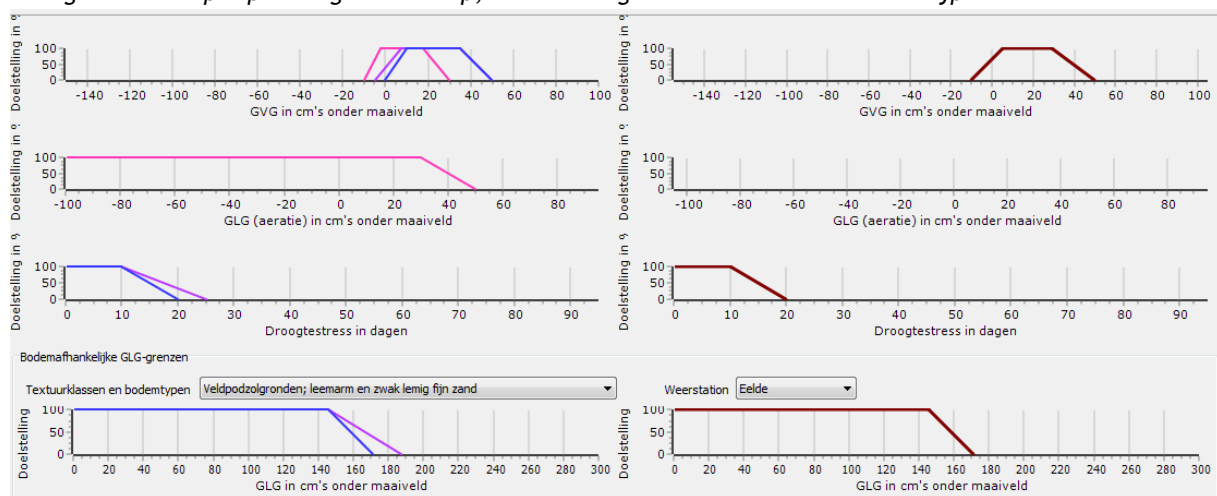 Doelstelling in %
100
50
0
-140 -120 -100 -80 -60 -40 -20 0 20 40 60 80 100
GVG in cm's onder maaiveld
Doelstelling in %
100
50
0
-140 -120 -100 -80 -60 -40 -20 0 20 40 60 80 100
GVG in cm's onder maaiveld
Doelstelling in %
100
50
0
-100 -80 -60 -40 -20 0 20 40 60 80
GLG (aeratie) in cm's onder maaiveld
Doelstelling in %
100
50
0
-100 -80 -60 -40 -20 0 20 40 60 80
GLG (aeratie) in cm's onder maaiveld
Doelstelling in %
100
50
0
0 10 20 30 40 50 60 70 80 90
Droogtestress in dagen
Doelstelling in %
100
50
0
0 10 20 30 40 50 60 70 80 90
Droogtestress in dagen
Bodemafhankelijke GLG-grenzen
Textuurklassen en bodemtypen Veldpodzolgronden; leemarm en zwak lemig fijn zand
Weerstation Eelde
Doelstelling
100
50
0
0 20 40 60 80 100 120 140 160 180 200 220 240 260 280 300
GLG in cm's onder maaiveld
Doelstelling
100
50
0
0 20 40 60 80 100 120 140 160 180 200 220 240 260 280 300
GLG in cm's onder maaiveld